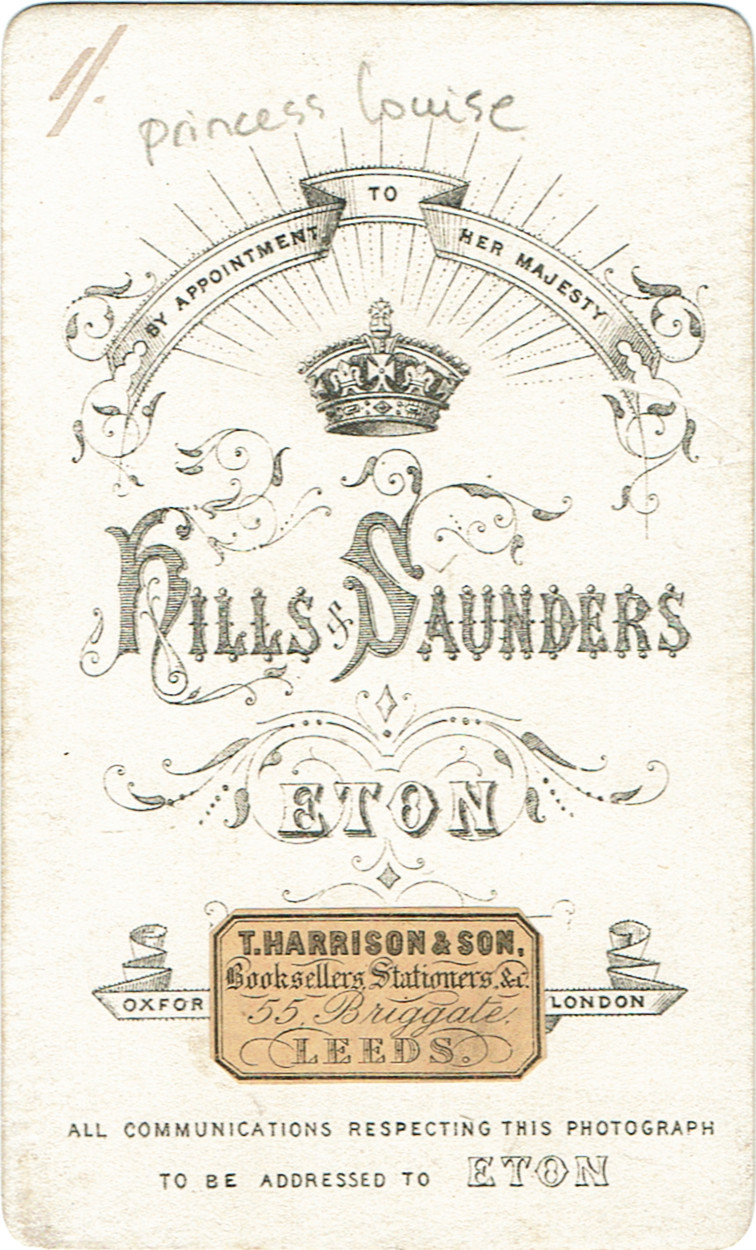 princess Louise
BY APPOINTMENT TO HER MAJESTY
HILLS & SAUNDERS
ETON
T. HARRISON & SON,
Booksellers, Stationers, &c.
55, Briggate,
LEEDS.
OXFOR
LONDON
ALL COMMUNICATIONS RESPECTING THIS PHOTOGRAPH
TO BE ADDRESSED TO ETON